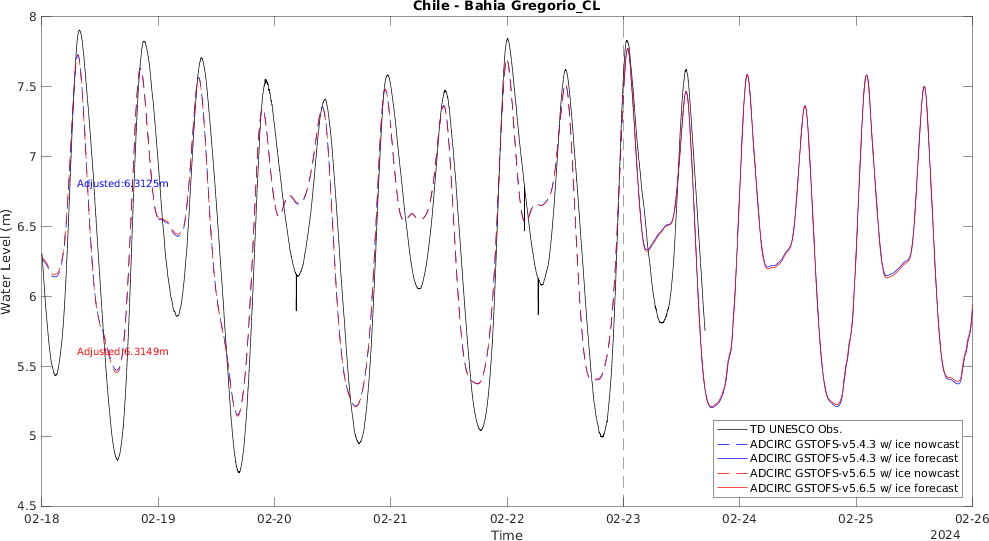 Chile - Bahia Gregorio_CL
8
7.5
7
6.5
6
5.5
5
4.5
Water Level (m)
Adjusted:6.3125m
Adjusted:6.3149m
TD UNESCO Obs.
ADCIRC GSTOFS-v5.4.3 w/ ice nowcast
ADCIRC GSTOFS-v5.4.3 w/ ice forecast
ADCIRC GSTOFS-v5.6.5 w/ ice nowcast
ADCIRC GSTOFS-v5.6.5 w/ ice forecast
02-18 02-19 02-20 02-21 02-22 02-23 02-24 02-25 02-26
Time
2024